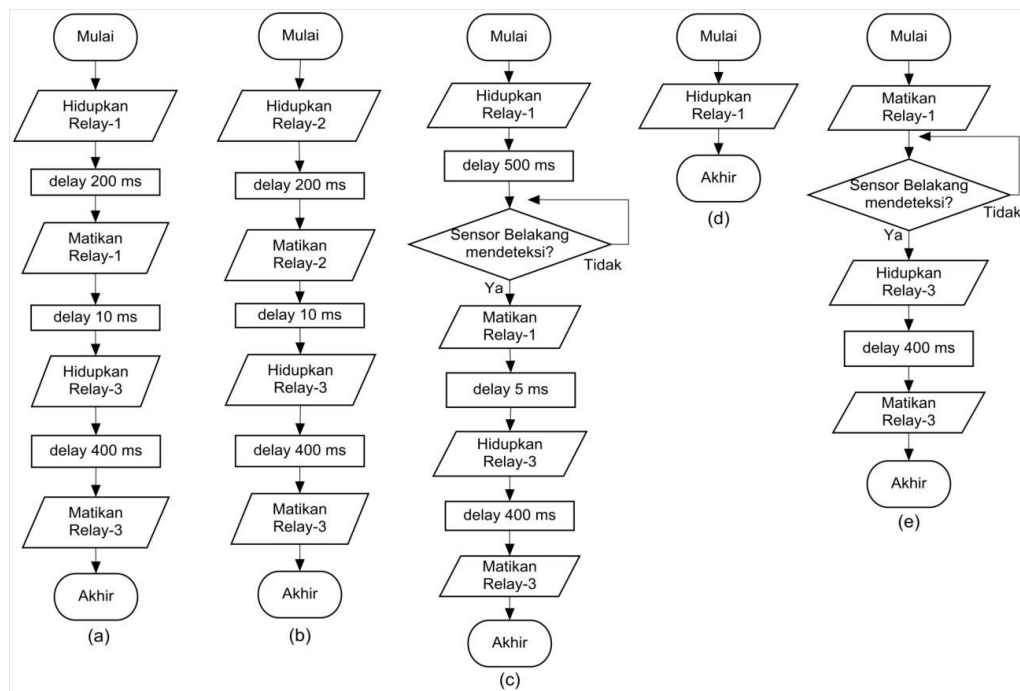 Mulai
Hidupkan
Relay-1
delay 200 ms
Matikan
Relay-1
delay 10 ms
Hidupkan
Relay-3
delay 400 ms
Matikan
Relay-3
Akhir
(a)
Mulai
Hidupkan
Relay-2
delay 200 ms
Matikan
Relay-2
delay 10 ms
Hidupkan
Relay-3
delay 400 ms
Matikan
Relay-3
Akhir
(b)
Mulai
Hidupkan
Relay-1
delay 500 ms
Sensor Belakang
mendeteksi?
Tidak
Ya
Matikan
Relay-1
delay 5 ms
Hidupkan
Relay-3
delay 400 ms
Matikan
Relay-3
Akhir
(c)
Mulai
Hidupkan
Relay-1
Akhir
(d)
Mulai
Matikan
Relay-1
Sensor Belakang
mendeteksi?
Tidak
Ya
Hidupkan
Relay-3
delay 400 ms
Matikan
Relay-3
Akhir
(e)